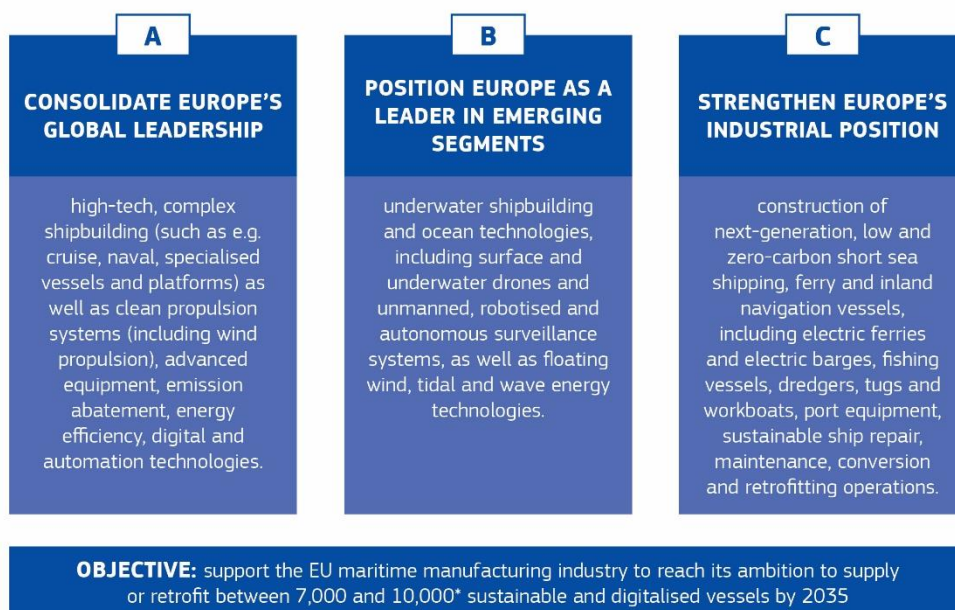 A
CONSOLIDATE EUROPE'S
GLOBAL LEADERSHIP
high-tech, complex
shipbuilding (such as e.g.
cruise, naval, specialised
vessels and platforms) as
well as clean propulsion
systems (including wind
propulsion), advanced
equipment, emission
abatement, energy
efficiency, digital and
automation technologies.
B
POSITION EUROPE AS A
LEADER IN EMERGING
SEGMENTS
underwater shipbuilding
and ocean technologies,
including surface and
underwater drones and
unmanned, robotised and
autonomous surveillance
systems, as well as floating
wind, tidal and wave energy
technologies.
C
STRENGTHEN EUROPE'S
INDUSTRIAL POSITION
construction of
next-generation, low and
zero-carbon short sea
shipping, ferry and inland
navigation vessels,
including electric ferries
and electric barges, fishing
vessels, dredgers, tugs and
workboats, port equipment,
sustainable ship repair,
maintenance, conversion
and retrofitting operations.
OBJECTIVE: support the EU maritime manufacturing industry to reach its ambition to supply
or retrofit between 7,000 and 10,000* sustainable and digitalised vessels by 2035